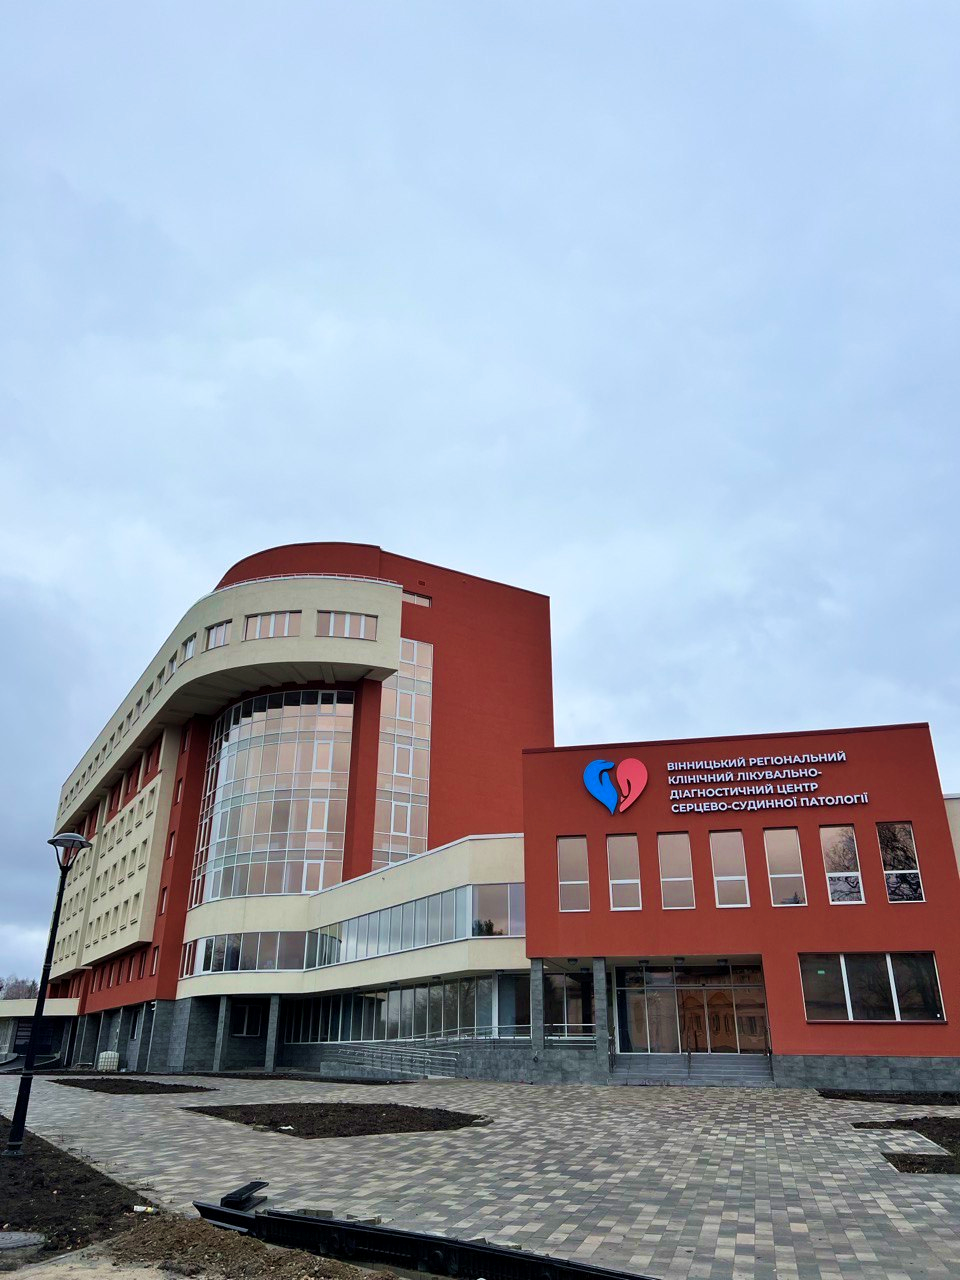 ВІННИЦЬКИЙ РЕГІОНАЛЬНИЙ
КЛІНІЧНИЙ ЛІКУВАЛЬНО-
ДІАГНОСТИЧНИЙ ЦЕНТР
СЕРЦЕВО-СУДИННОЇ ПАТОЛОГІЇ